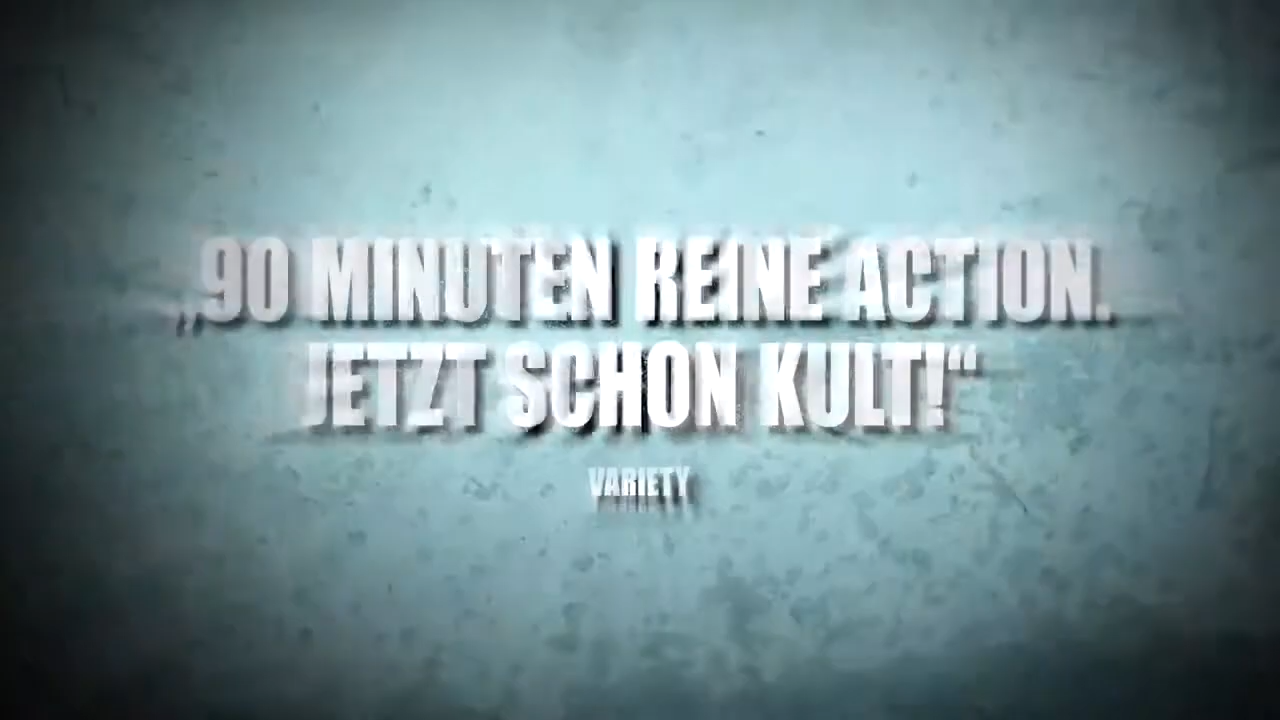 „90 MINUTEN REINE ACTION.
JETZT SCHON KULT!“
VARIETY